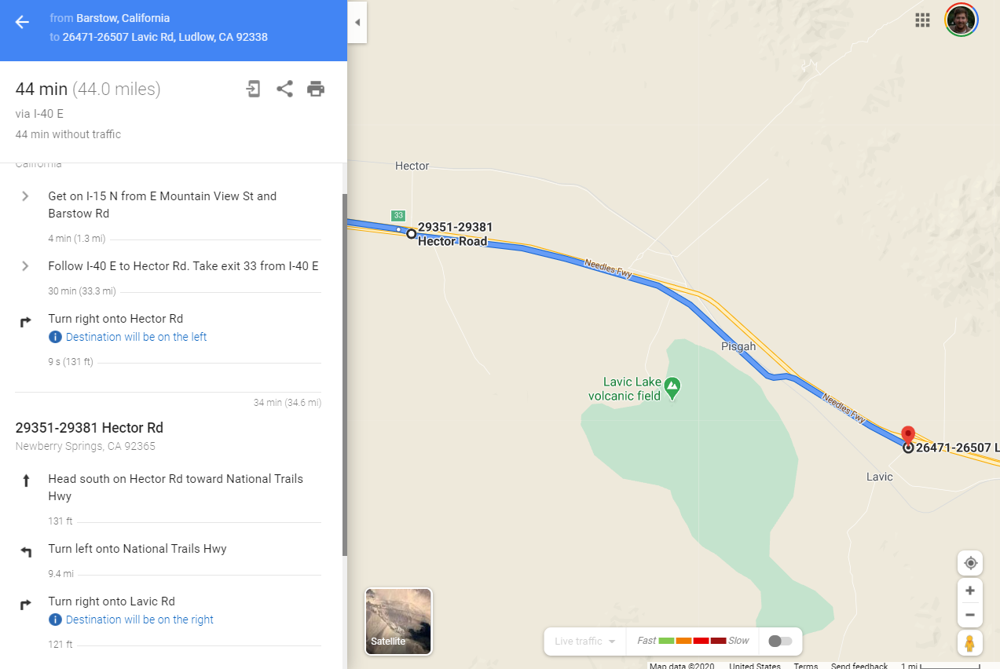 from Barstow, California
to 26471-26507 Lavic Rd, Ludlow, CA 92338
44 min (44.0 miles)
via I-40 E
44 min without traffic
California
Get on I-15 N from E Mountain View St and
Barstow Rd
4 min (1.3 mi)
Follow I-40 E to Hector Rd. Take exit 33 from I-40 E
30 min (33.3 mi)
Turn right onto Hector Rd
Destination will be on the left
9 s (131 ft)
34 min (34.6 mi)
29351-29381 Hector Rd
Newberry Springs, CA 92365
Head south on Hector Rd toward National Trails
Hwy
131 ft
Turn left onto National Trails Hwy
9.4 mi
Turn right onto Lavic Rd
Destination will be on the right
121 ft
Hector
33
29351-29381
Hector Road
Needles Fwy
Pisgah
Lavic Lake
volcanic field
Needles Fwy
26471-26507 L
Lavic
Satellite
Live traffic
Fast
Slow
Map data ©2020
United States
Terms
Send feedback
1 mi